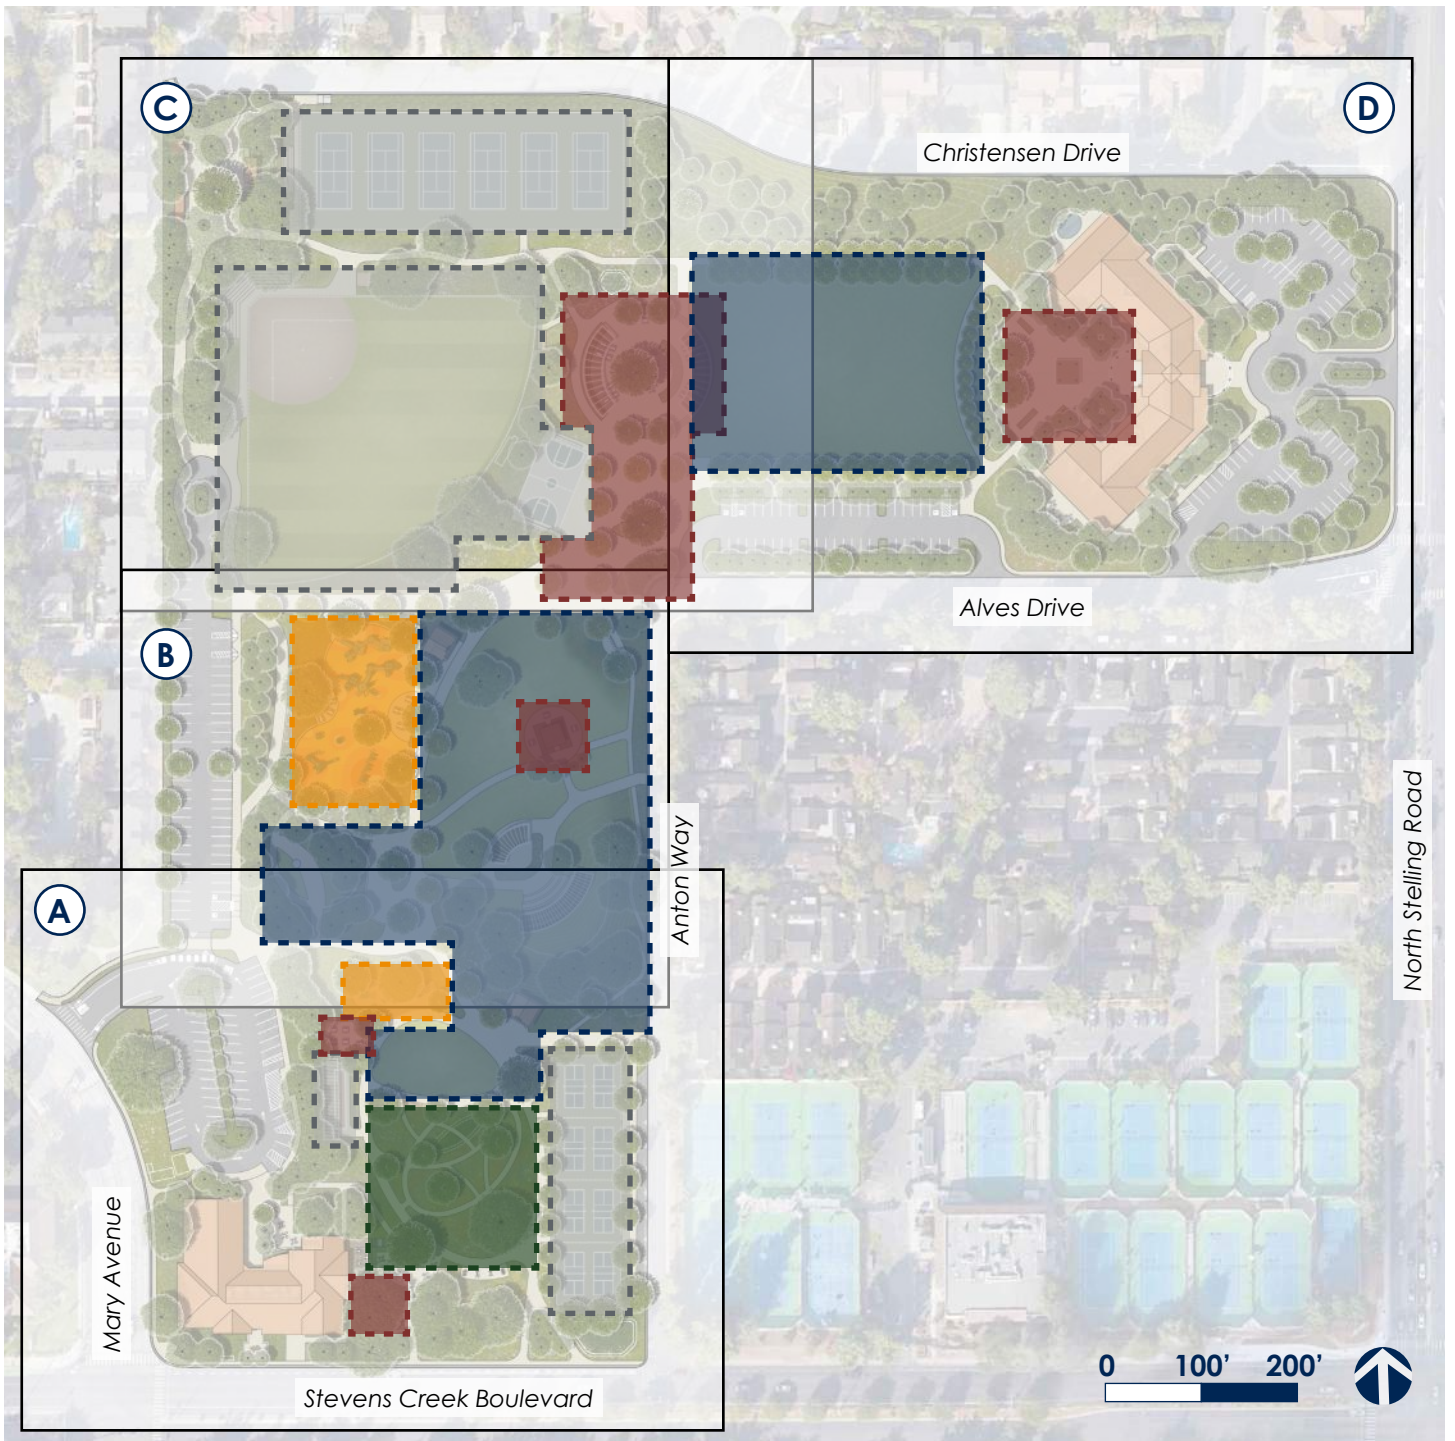 C
D
Christensen Drive
Alves Drive
B
Anton Way
North Stelling Road
A
Mary Avenue
Stevens Creek Boulevard
0 100’ 200’